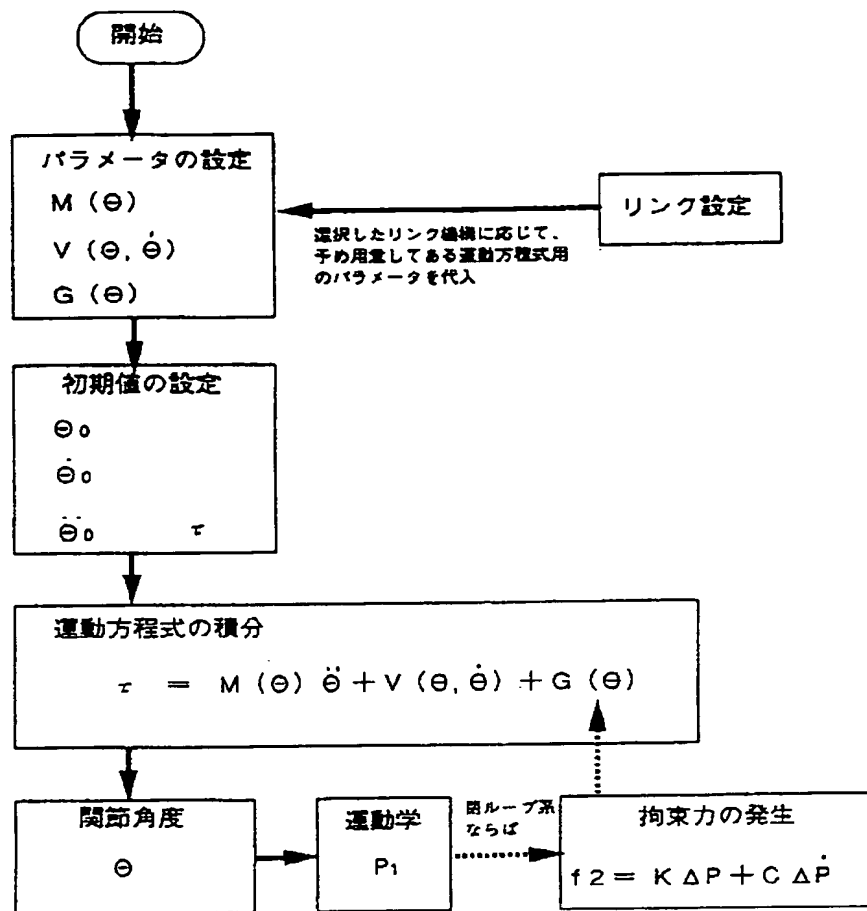 開始
パラメータの設定
M (Θ)
V (Θ, Θ̇)
G (Θ)
リンク設定
選択したリンク機構に応じて、
予め用意してある運動方程式用
のパラメータを代入
初期値の設定
Θ0
Θ̇0
Θ̈0 τ
運動方程式の積分
τ = M (Θ) Θ̈ + V (Θ, Θ̇) + G (Θ)
関節角度
Θ
運動学
P1
閉ループ系
ならば
拘束力の発生
f2 = K ΔP + C ΔṖ